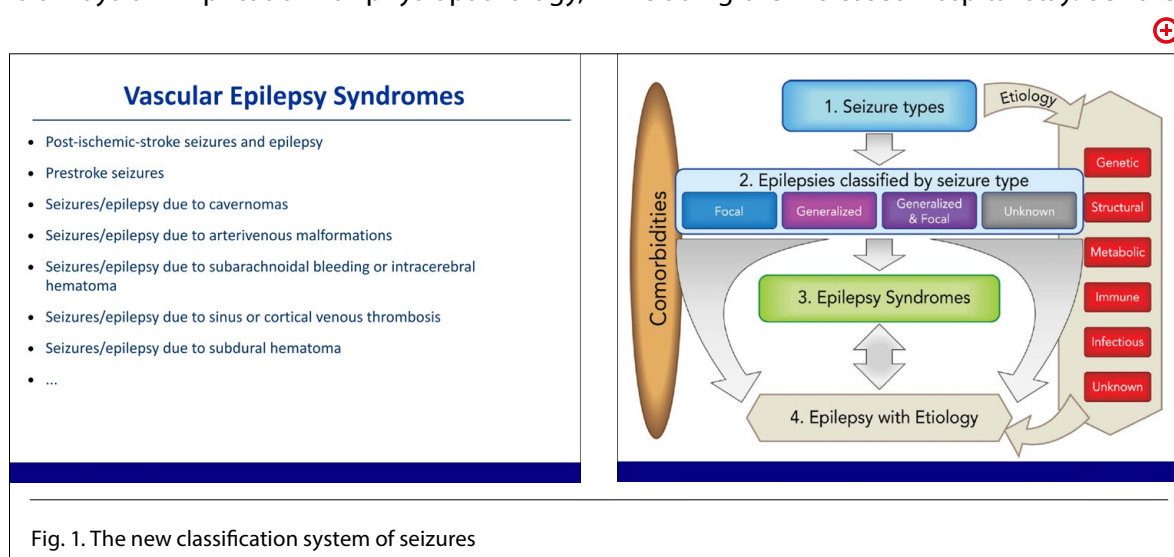 Vascular Epilepsy Syndromes
• Post-ischemic-stroke seizures and epilepsy
• Prestroke seizures
• Seizures/epilepsy due to cavernomas
• Seizures/epilepsy due to arterivenous malformations
• Seizures/epilepsy due to subarachnoidal bleeding or intracerebral
hematoma
• Seizures/epilepsy due to sinus or cortical venous thrombosis
• Seizures/epilepsy due to subdural hematoma
• ...
Comorbidities
1. Seizure types
Etiology
2. Epilepsies classified by seizure type
Focal
Generalized
Generalized
& Focal
Unknown
3. Epilepsy Syndromes
4. Epilepsy with Etiology
Genetic
Structural
Metabolic
Immune
Infectious
Unknown
Fig. 1. The new classification system of seizures